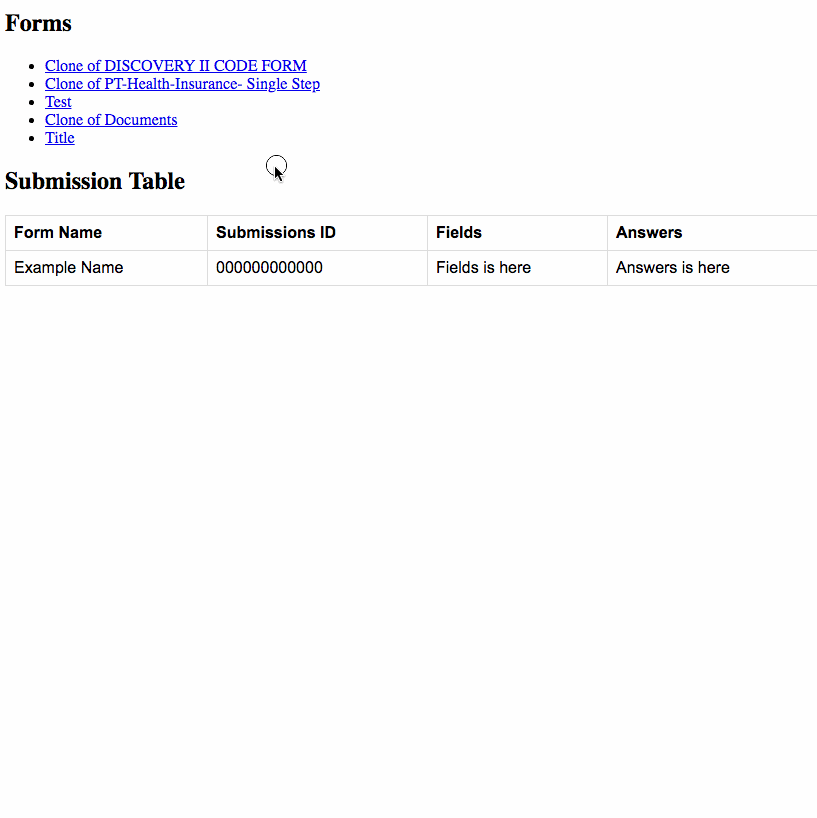 Forms
Clone of DISCOVERY II CODE FORM
Clone of PT-Health-Insurance- Single Step
Test
Clone of Documents
Title
Submission Table
Form Name Submissions ID Fields Answers
Example Name 000000000000 Fields is here Answers is here